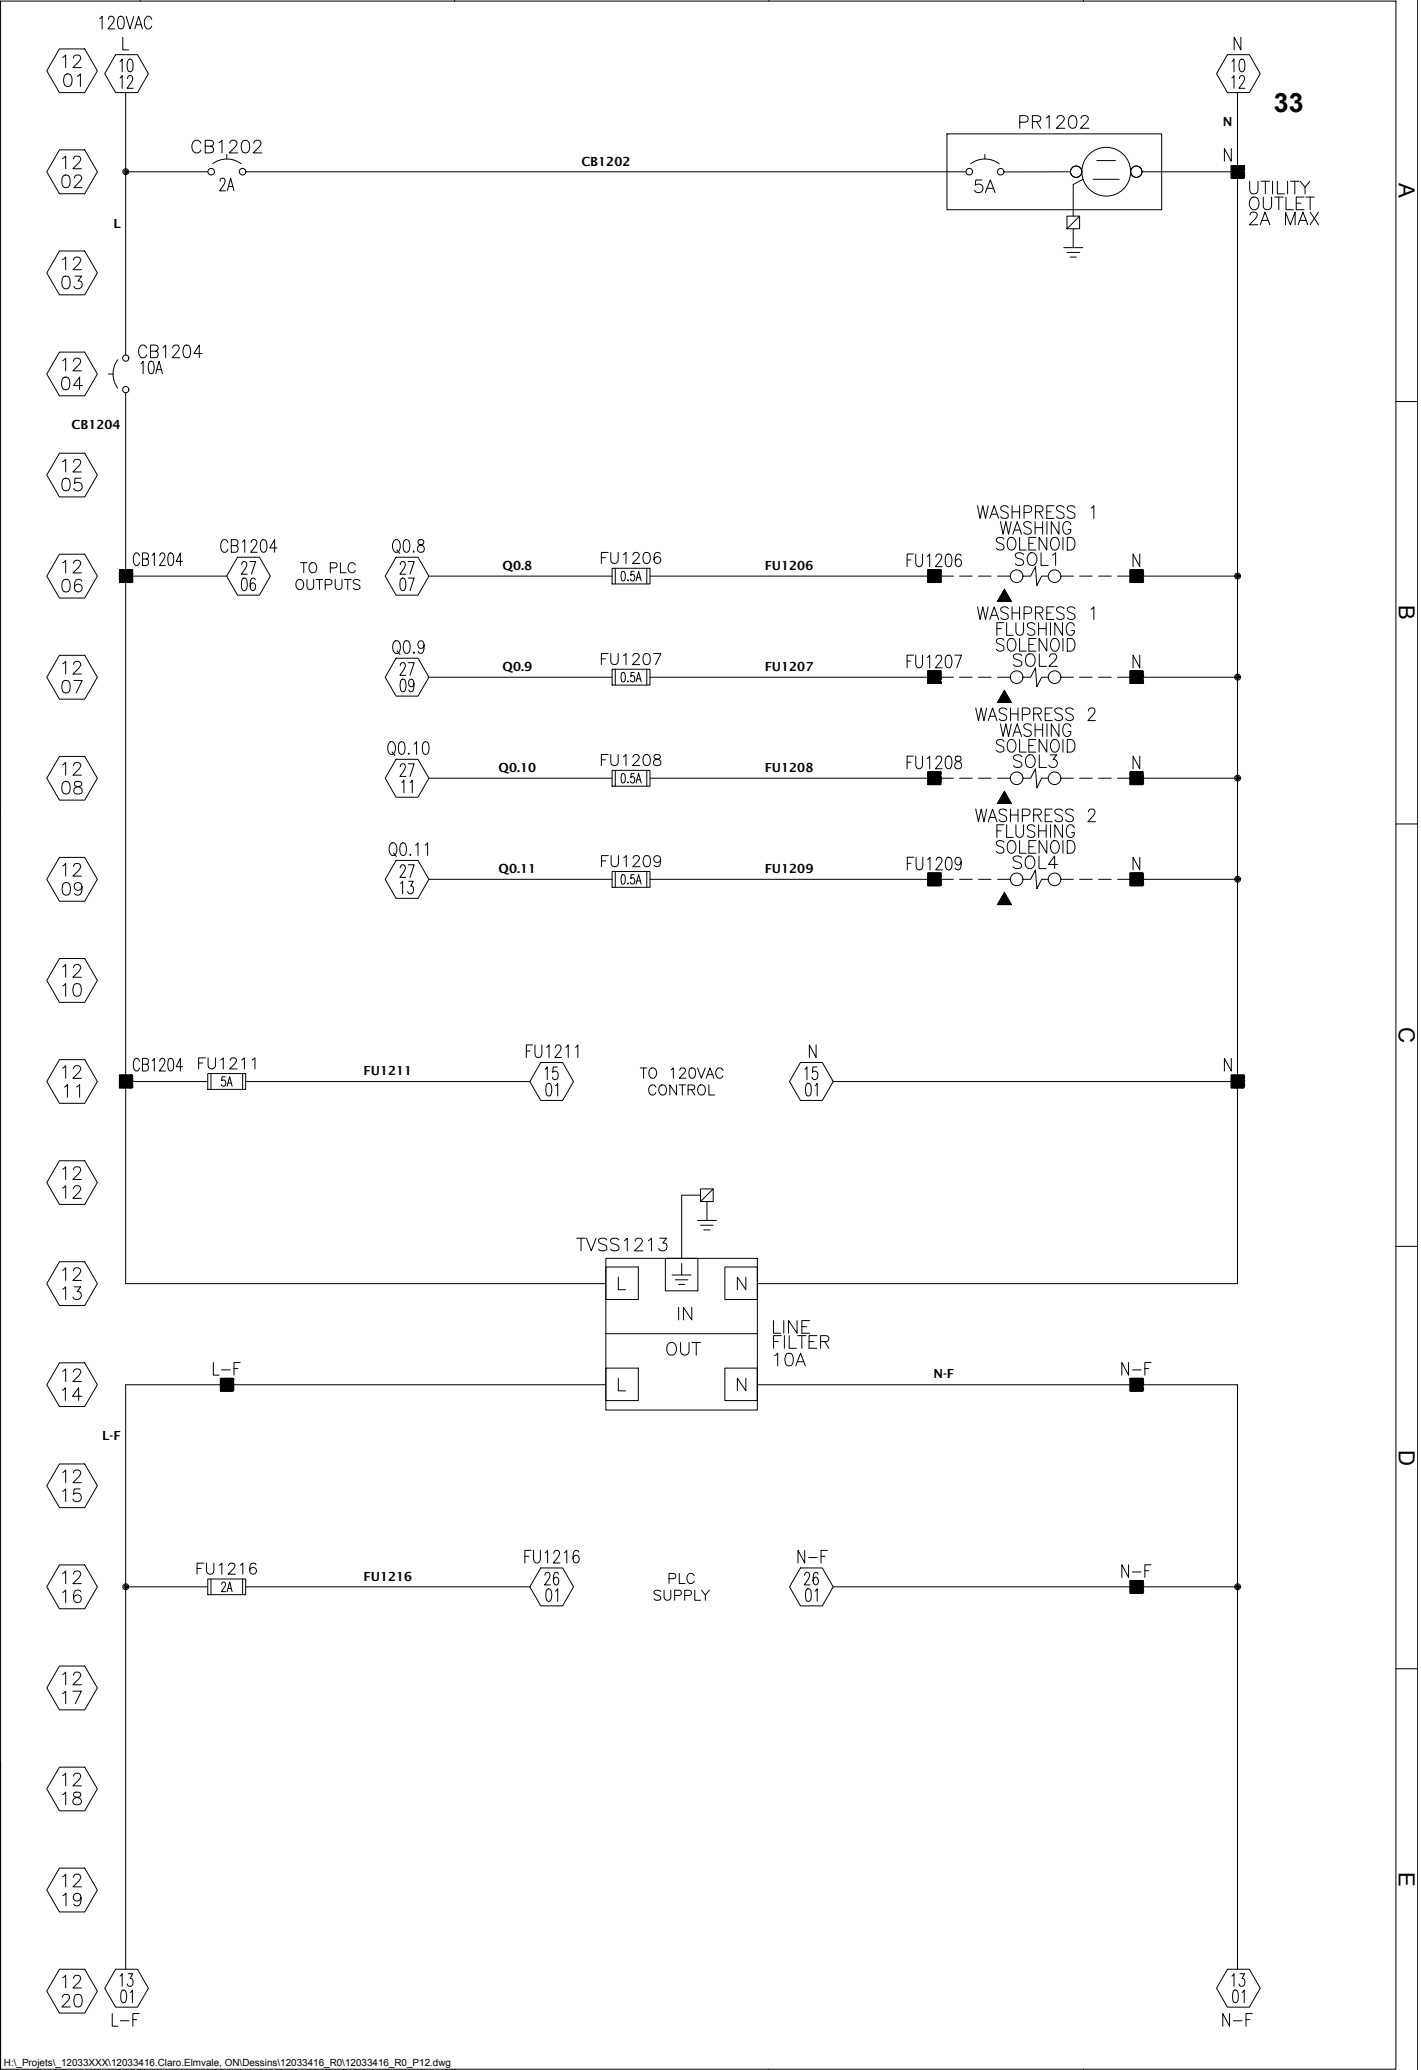 120VAC
L
N
12
01
10
12
10
12
33
N
PR1202
CB1202
12
02
2A
CB1202
5A
N
UTILITY
OUTLET
2A MAX
A
L
12
03
12
04
CB1204
10A
CB1204
12
05
WASHPRESS 1
WASHING
SOLENOID
SOL1
12
06
CB1204
CB1204
27
06
TO PLC
OUTPUTS
Q0.8
27
07
Q0.8
FU1206
0.5A
FU1206
FU1206
N
B
WASHPRESS 1
FLUSHING
SOLENOID
SOL2
12
07
Q0.9
27
09
Q0.9
FU1207
0.5A
FU1207
FU1207
N
WASHPRESS 2
WASHING
SOLENOID
SOL3
12
08
Q0.10
27
11
Q0.10
FU1208
0.5A
FU1208
FU1208
N
WASHPRESS 2
FLUSHING
SOLENOID
SOL4
12
09
Q0.11
27
13
Q0.11
FU1209
0.5A
FU1209
FU1209
N
12
10
C
12
11
CB1204
FU1211
5A
FU1211
FU1211
15
01
TO 120VAC
CONTROL
N
15
01
N
12
12
TVSS1213
12
13
L
N
IN
OUT
LINE
FILTER
10A
12
14
L-F
L
N
N-F
N-F
L-F
D
12
15
12
16
FU1216
2A
FU1216
FU1216
26
01
PLC
SUPPLY
N-F
26
01
N-F
12
17
12
18
12
19
E
12
20
13
01
L-F
13
01
N-F
H:\_Projets\_12033XXX\12033416.Claro.Elmvale, ON\Dessins\12033416_R0\12033416_R0_P12.dwg